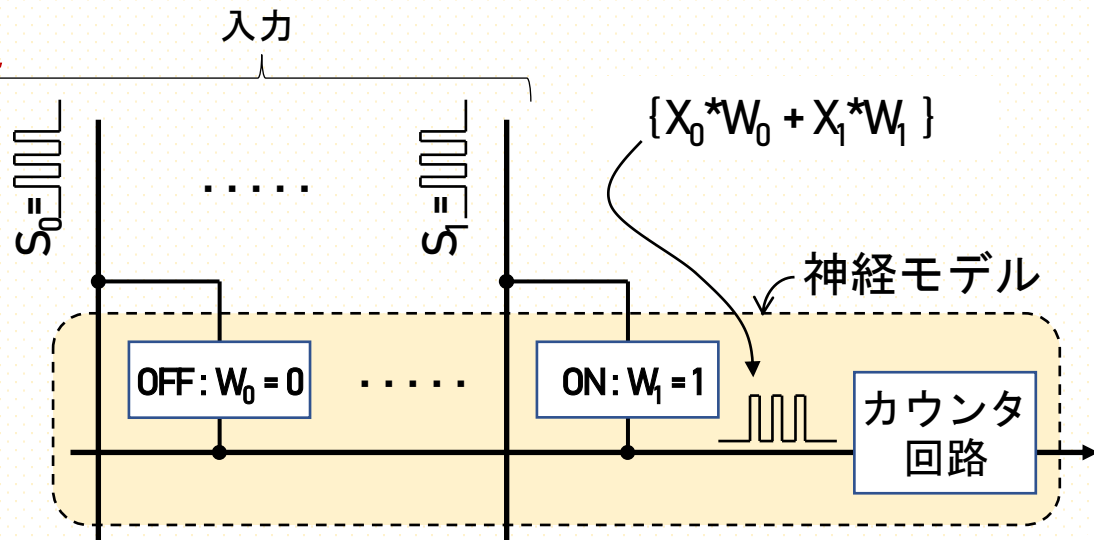 入力
{X₀*W₀ + X₁*W₁ }
S₀=
.....
S₁=
神経モデル
OFF:W₀ = 0
.....
ON:W₁ = 1
カウンタ
回路